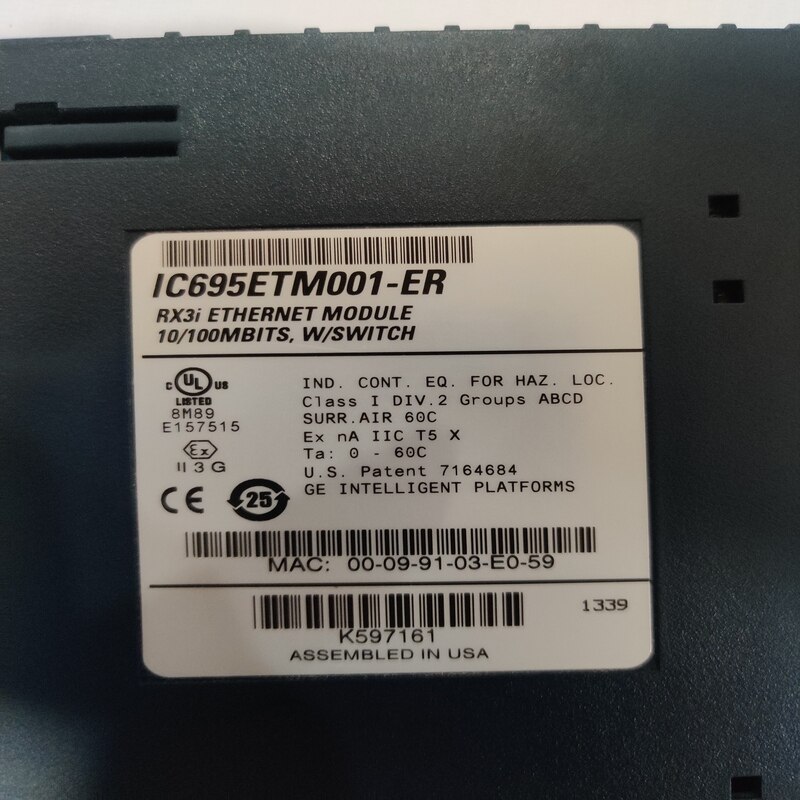 IC695ETM001-ER
RX3i ETHERNET MODULE
10/100MBITS, W/SWITCH
C UL US
LISTED
8M89
E157515
Ex
II 3 G
CE 25
IND. CONT. EQ. FOR HAZ. LOC.
Class I DIV.2 Groups ABCD
SURR.AIR 60C
Ex nA IIC T5 X
Ta: 0 - 60C
U.S. Patent 7164684
GE INTELLIGENT PLATFORMS
MAC: 00-09-91-03-E0-59
K597161
1339
ASSEMBLED IN USA